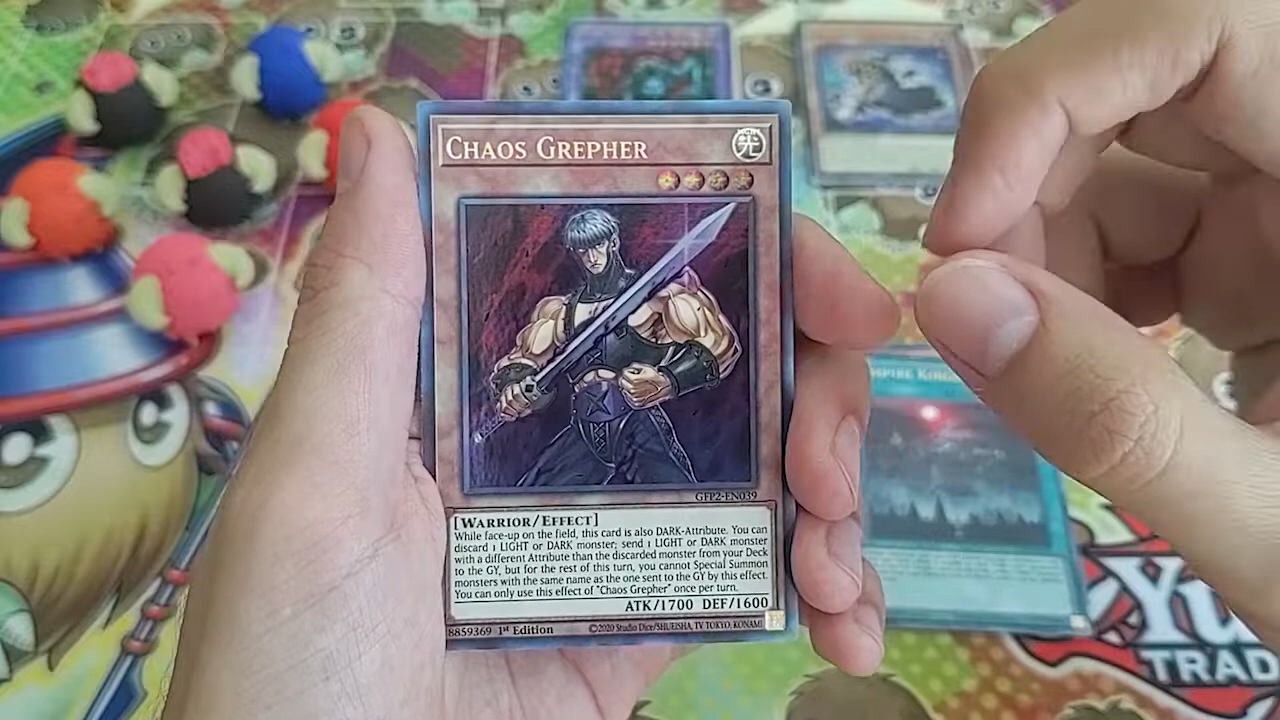 CHAOS GREPHER
光
GFP2-EN039
[WARRIOR/EFFECT]
While face-up on the field, this card is also DARK-Attribute. You can
discard 1 LIGHT or DARK monster; send 1 LIGHT or DARK monster
with a different Attribute than the discarded monster from your Deck
to the GY, but for the rest of this turn, you cannot Special Summon
monsters with the same name as the one sent to the GY by this effect.
You can only use this effect of "Chaos Grepher" once per turn.
ATK/1700 DEF/1600
8859369 1st Edition
©2020 Studio Dice/SHUEISHA, TV TOKYO, KONAMI
TRAD